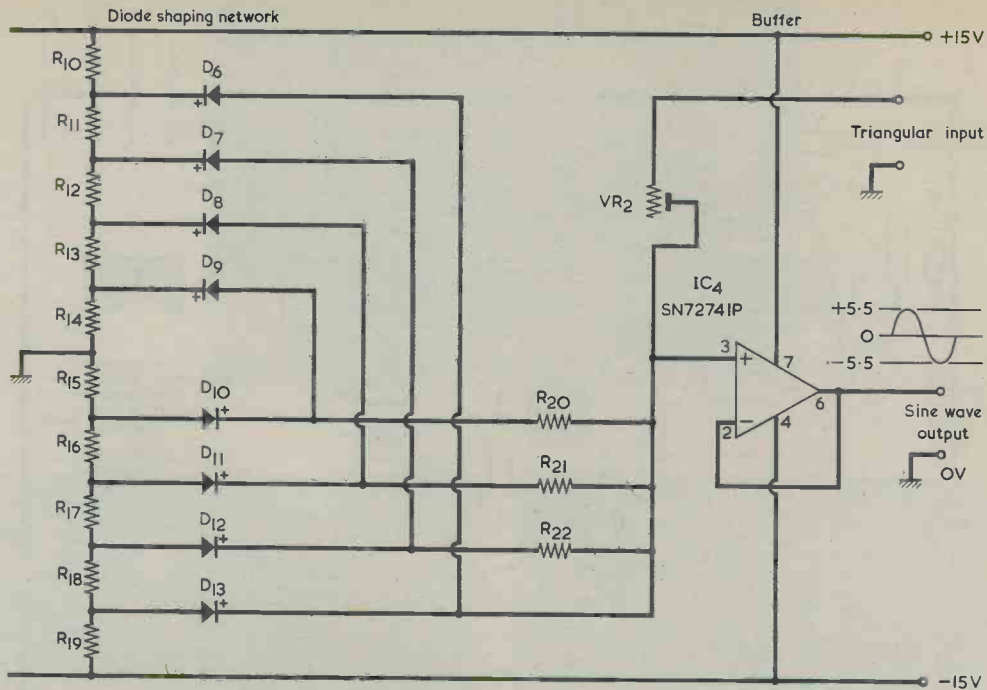 Diode shaping network
Buffer
+15V
R10
D6
+
R11
D7
+
Triangular input
R12
D8
+
VR2
R13
D9
+
IC4
SN72741P
R14
+5·5
O
-5·5
3
+
7
R15
D10
+
R20
6
2
-
4
Sine wave
output
OV
R16
D11
+
R21
R17
D12
+
R22
R18
D13
+
R19
-15V